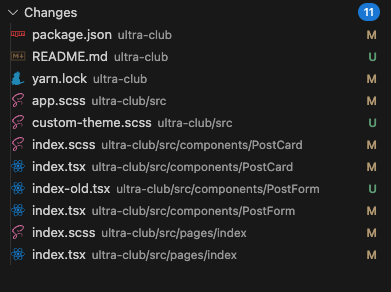 Changes 11
package.json ultra-club M
README.md ultra-club U
yarn.lock ultra-club M
app.scss ultra-club/src M
custom-theme.scss ultra-club/src U
index.scss ultra-club/src/components/PostCard M
index.tsx ultra-club/src/components/PostCard M
index-old.tsx ultra-club/src/components/PostForm U
index.tsx ultra-club/src/components/PostForm M
index.scss ultra-club/src/pages/index M
index.tsx ultra-club/src/pages/index M